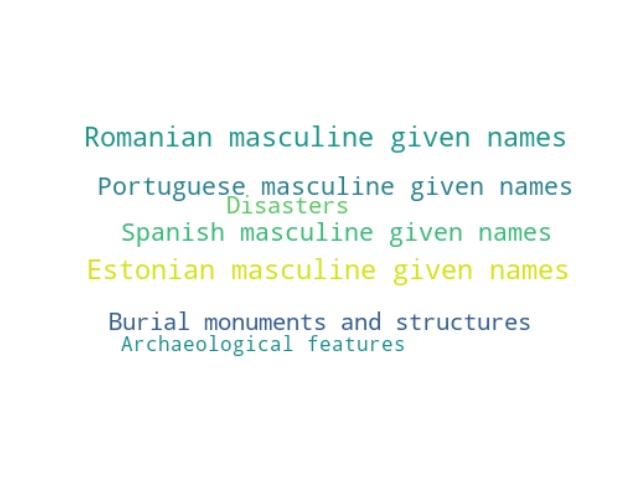 Romanian masculine given names
Portuguese masculine given names
Disasters
Spanish masculine given names
Estonian masculine given names
Burial monuments and structures
Archaeological features